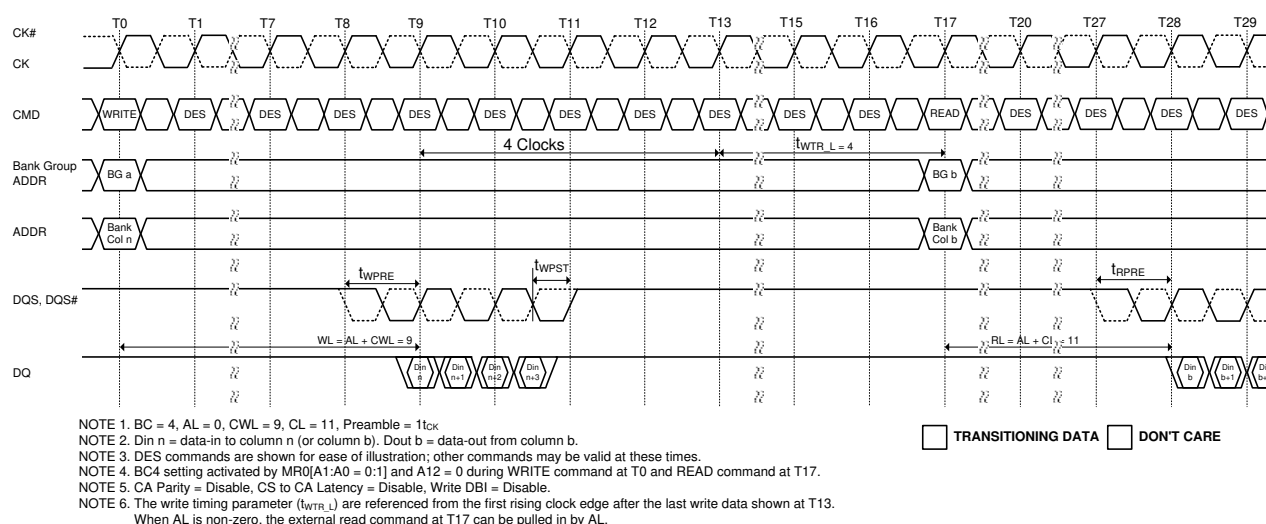 T0 T1 T7 T8 T9 T10 T11 T12 T13 T15 T16 T17 T20 T27 T28 T29
CK#
CK
CMD WRITE DES DES DES DES DES DES DES DES DES DES READ DES DES DES DES
4 Clocks tWTR_L = 4
Bank Group
ADDR
BG a BG b
ADDR
Bank
Col n
Bank
Col b
tWPRE tWPST tRPRE
DQS, DQS#
WL = AL + CWL = 9 RL = AL + CL = 11
DQ
Din
n
Din
n+1
Din
n+2
Din
n+3
Din
b
Din
b+1
Din
NOTE 1. BC = 4, AL = 0, CWL = 9, CL = 11, Preamble = 1tCK
NOTE 2. Din n = data-in to column n (or column b). Dout b = data-out from column b.
NOTE 3. DES commands are shown for ease of illustration; other commands may be valid at these times.
NOTE 4. BC4 setting activated by MR0[A1:A0 = 0:1] and A12 = 0 during WRITE command at T0 and READ command at T17.
NOTE 5. CA Parity = Disable, CS to CA Latency = Disable, Write DBI = Disable.
NOTE 6. The write timing parameter (tWTR_L) are referenced from the first rising clock edge after the last write data shown at T13.
When AL is non-zero, the external read command at T17 can be pulled in by AL.
TRANSITIONING DATA DON'T CARE